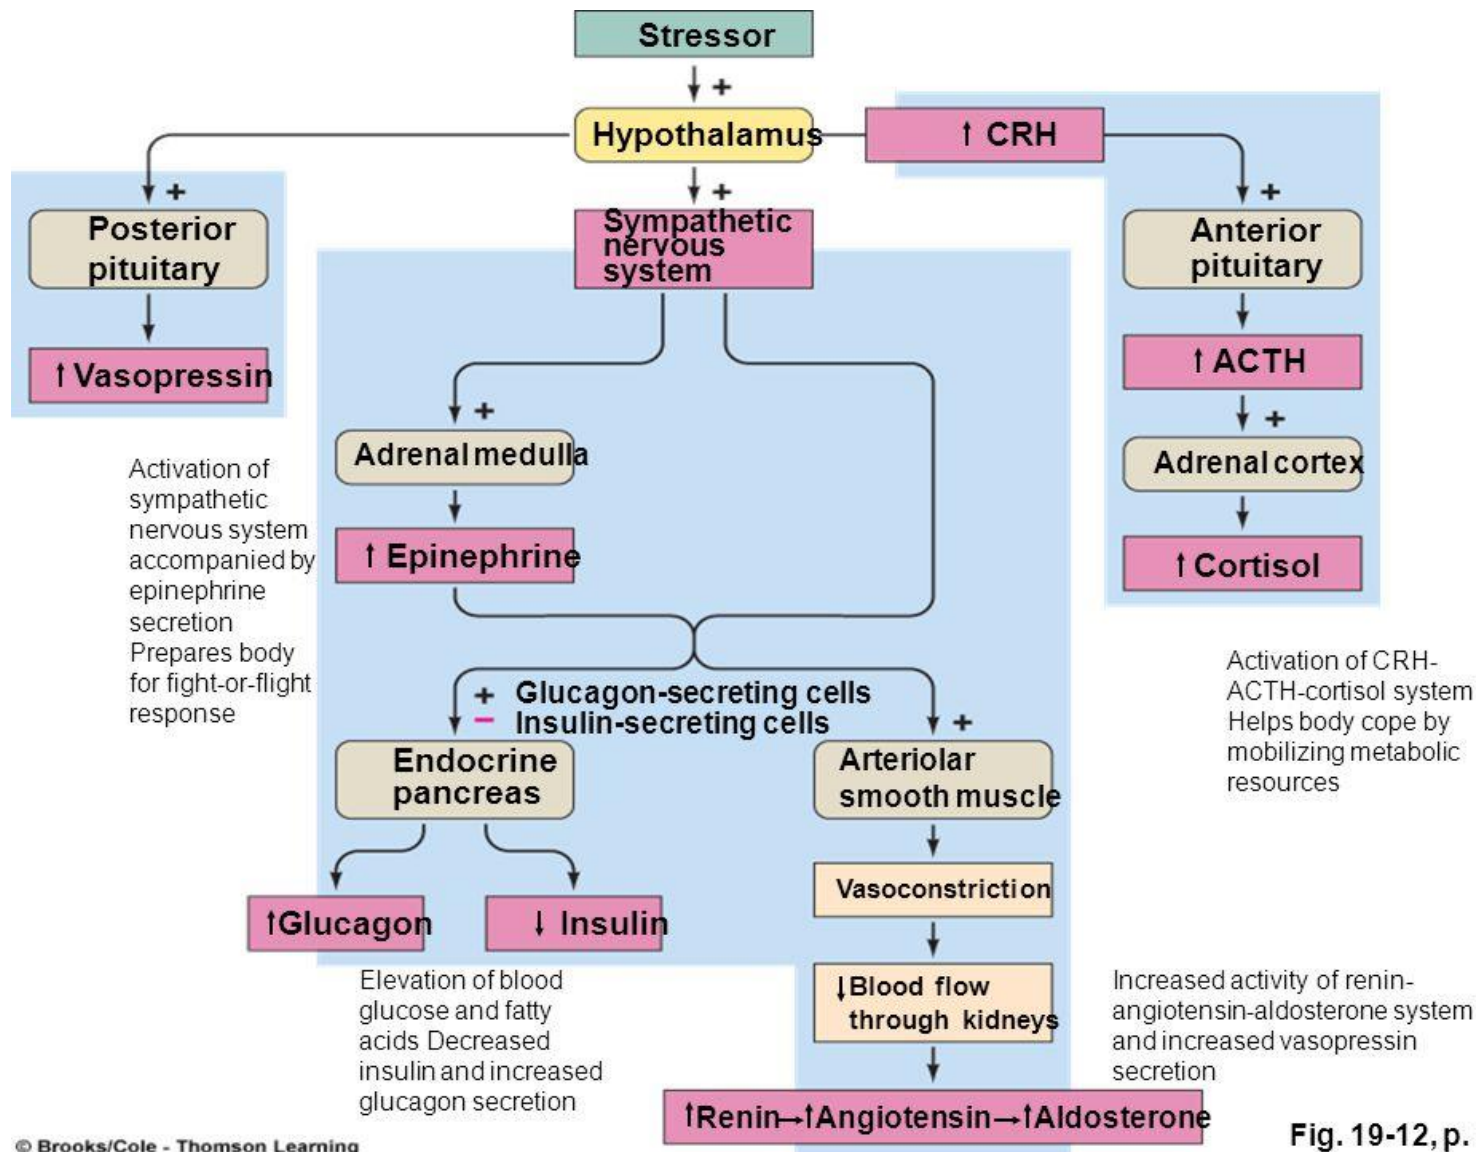 Stressor
+
Hypothalamus
↑ CRH
+
+
+
Posterior
pituitary
Sympathetic
nervous
system
Anterior
pituitary
↑ Vasopressin
↑ ACTH
+
+
Adrenal medulla
Adrenal cortex
Activation of
sympathetic
nervous system
accompanied by
epinephrine
secretion
Prepares body
for fight-or-flight
response
↑ Epinephrine
↑ Cortisol
Activation of CRH-
ACTH-cortisol system
Helps body cope by
mobilizing metabolic
resources
+ Glucagon-secreting cells
− Insulin-secreting cells
+
Endocrine
pancreas
Arteriolar
smooth muscle
Vasoconstriction
↑Glucagon
↓ Insulin
Elevation of blood
glucose and fatty
acids Decreased
insulin and increased
glucagon secretion
↓Blood flow
through kidneys
Increased activity of renin-
angiotensin-aldosterone system
and increased vasopressin
secretion
↑Renin→↑Angiotensin→↑Aldosterone
© Brooks/Cole - Thomson Learning
Fig. 19-12, p.